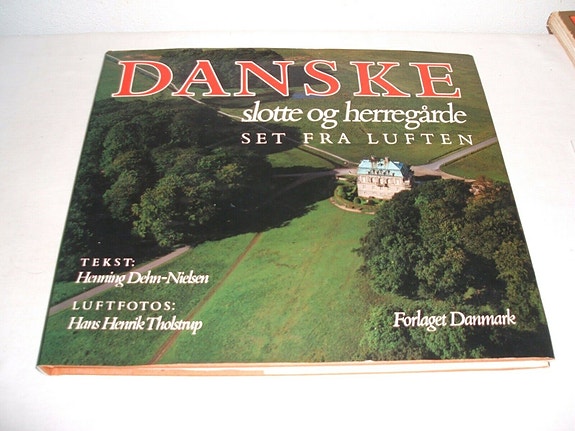 DANSKE
slotte og herregårde
SET FRA LUFTEN
TEKST:
Henning Dehn-Nielsen
LUFTFOTOS:
Hans Henrik Tholstrup
Forlaget Danmark